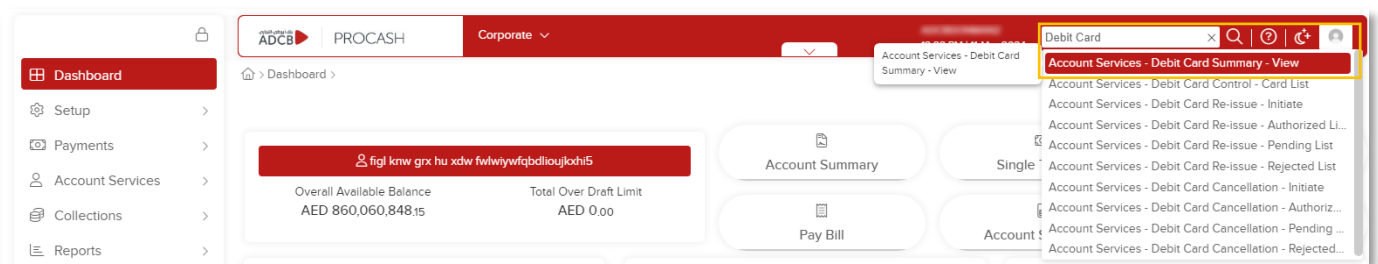 ADCB
PROCASH
Corporate
Debit Card
Dashboard
Setup
Payments
Account Services
Collections
Reports
> Dashboard >
figl knw grx hu xdw fwlwiywfqbdlioujkxhi5
Overall Available Balance
AED 860,060,848.15
Total Over Draft Limit
AED 0.00
Account Summary
Single
Pay Bill
Account
Account Services - Debit Card
Summary - View
Account Services - Debit Card Summary - View
Account Services - Debit Card Control - Card List
Account Services - Debit Card Re-issue - Initiate
Account Services - Debit Card Re-issue - Authorized Li...
Account Services - Debit Card Re-issue - Pending List
Account Services - Debit Card Re-issue - Rejected List
Account Services - Debit Card Cancellation - Initiate
Account Services - Debit Card Cancellation - Authoriz...
Account Services - Debit Card Cancellation - Pending ...
Account Services - Debit Card Cancellation - Rejected...